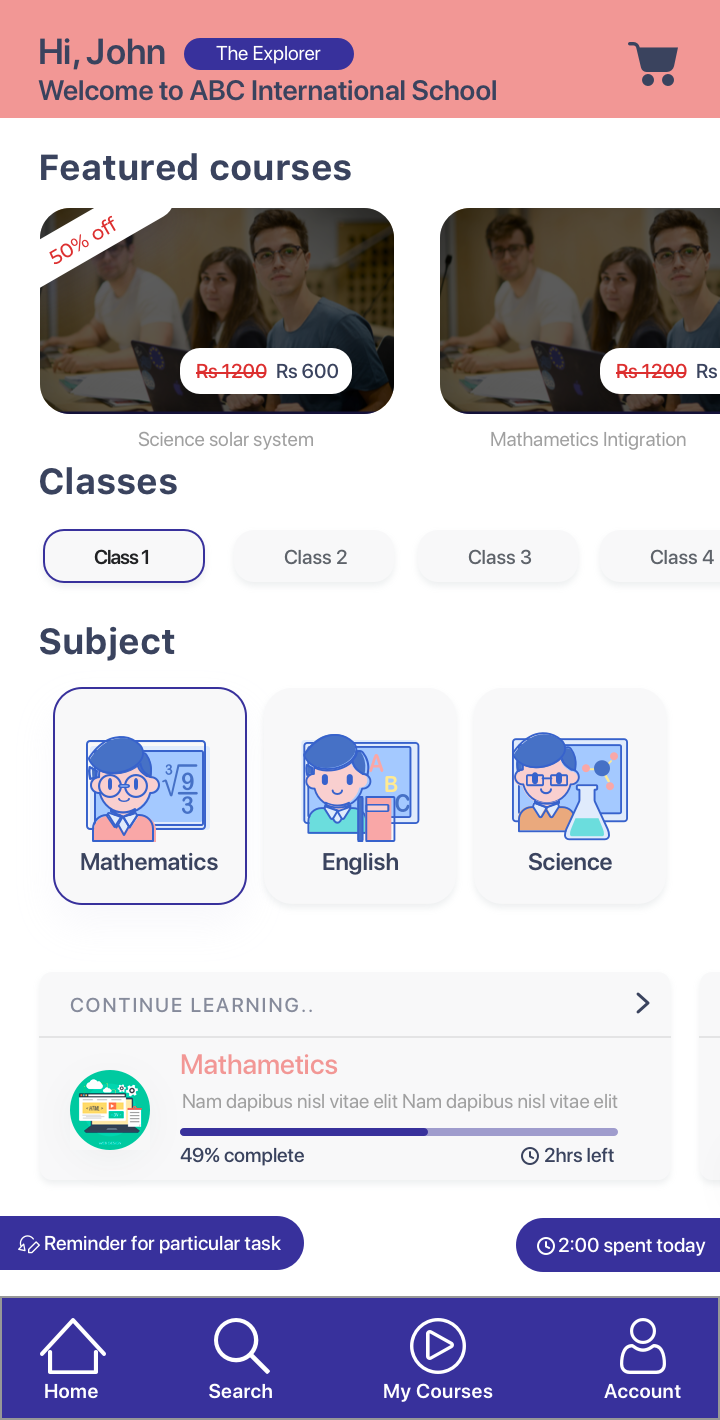 Hi, John
The Explorer
Welcome to ABC International School
Featured courses
50% off
Rs 1200 Rs 600
Rs 1200 Rs
Science solar system
Mathametics Intigration
Classes
Class 1
Class 2
Class 3
Class 4
Subject
3√9
3
A
B
C
Mathematics
English
Science
CONTINUE LEARNING..
Mathametics
Nam dapibus nisl vitae elit Nam dapibus nisl vitae elit
49% complete
2hrs left
Reminder for particular task
2:00 spent today
Home
Search
My Courses
Account